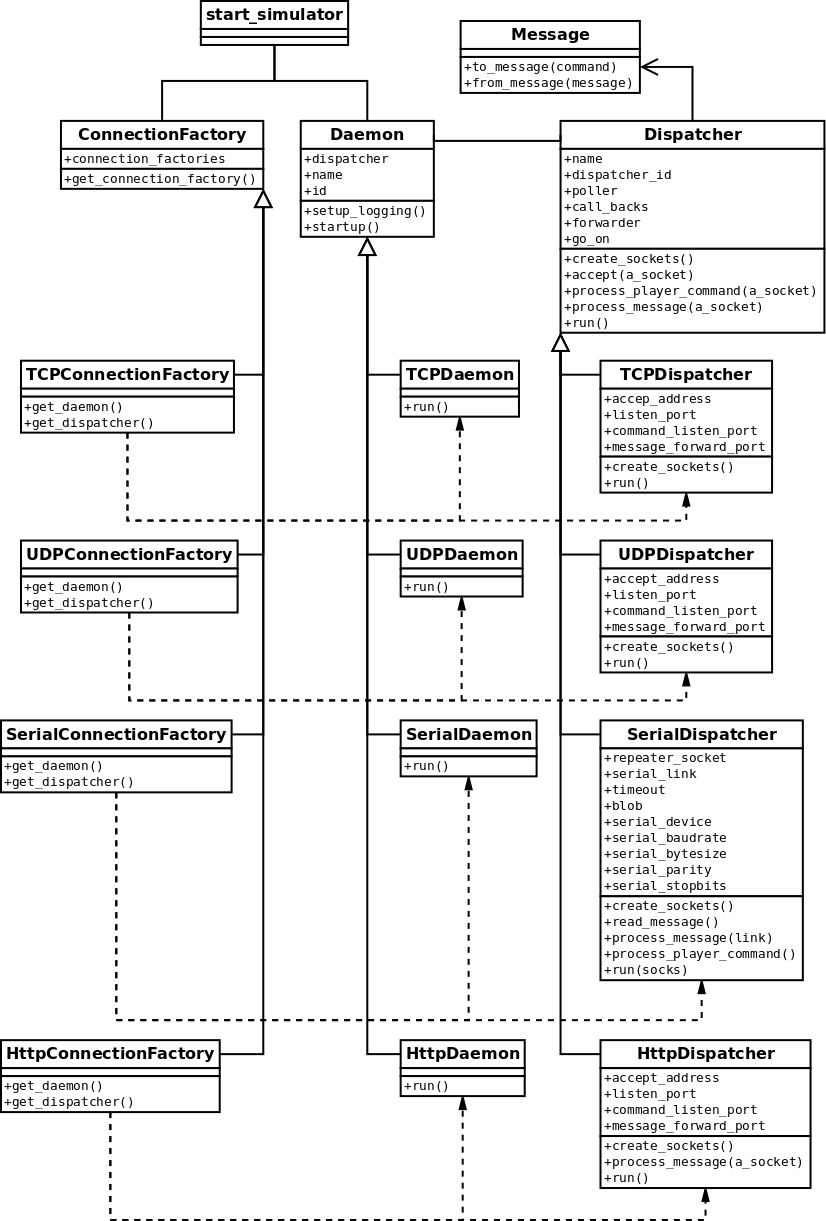 start_simulator
Message
+to_message(command)
+from_message(message)
ConnectionFactory
+connection_factories
+get_connection_factory()
Daemon
+dispatcher
+name
+id
+setup_logging()
+startup()
Dispatcher
+name
+dispatcher_id
+poller
+call_backs
+forwarder
+go_on
+create_sockets()
+accept(a_socket)
+process_player_command(a_socket)
+process_message(a_socket)
+run()
TCPConnectionFactory
+get_daemon()
+get_dispatcher()
TCPDaemon
+run()
TCPDispatcher
+accep_address
+listen_port
+command_listen_port
+message_forward_port
+create_sockets()
+run()
UDPConnectionFactory
+get_daemon()
+get_dispatcher()
UDPDaemon
+run()
UDPDispatcher
+accept_address
+listen_port
+command_listen_port
+message_forward_port
+create_sockets()
+run()
SerialConnectionFactory
+get_daemon()
+get_dispatcher()
SerialDaemon
+run()
SerialDispatcher
+repeater_socket
+serial_link
+timeout
+blob
+serial_device
+serial_baudrate
+serial_bytesize
+serial_parity
+serial_stopbits
+create_sockets()
+read_message()
+process_message(link)
+process_player_command()
+run(socks)
HttpConnectionFactory
+get_daemon()
+get_dispatcher()
HttpDaemon
+run()
HttpDispatcher
+accept_address
+listen_port
+command_listen_port
+message_forward_port
+create_sockets()
+process_message(a_socket)
+run()